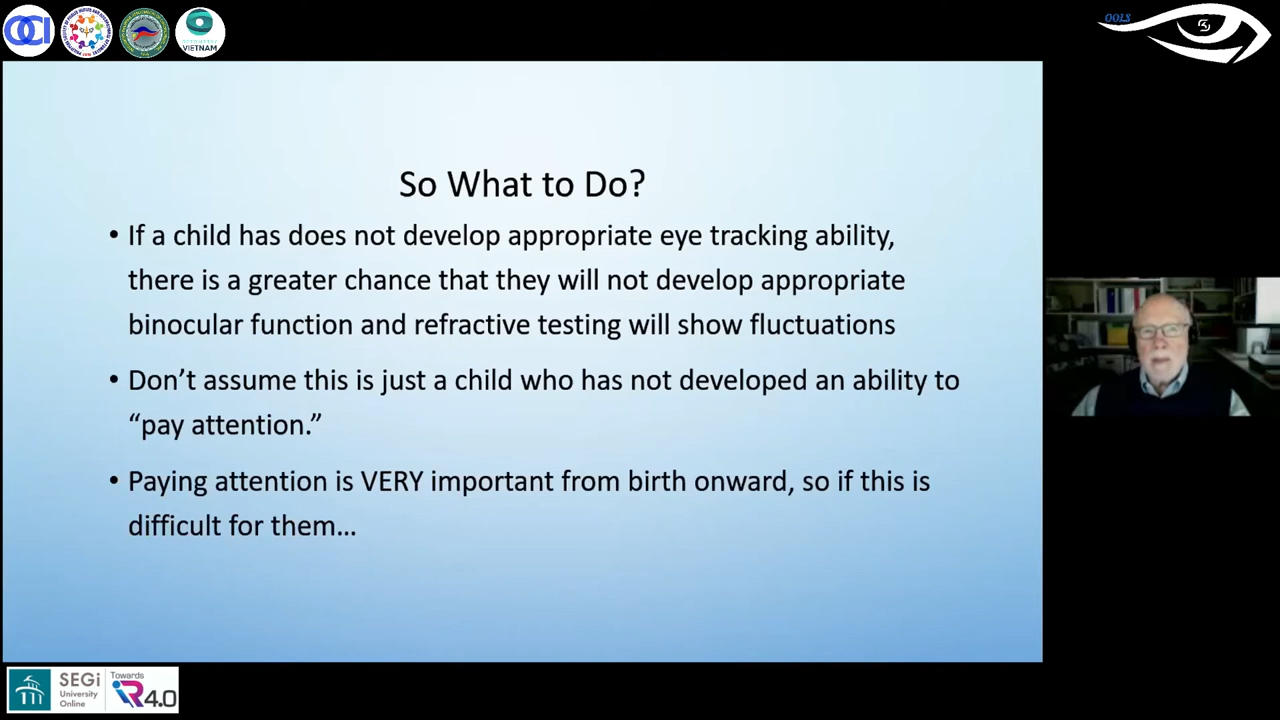 OCI
VIETNAM
OOLS
So What to Do?
• If a child has does not develop appropriate eye tracking ability,
there is a greater chance that they will not develop appropriate
binocular function and refractive testing will show fluctuations
• Don’t assume this is just a child who has not developed an ability to
“pay attention.”
• Paying attention is VERY important from birth onward, so if this is
difficult for them…
SEGi
University
Online
Towards
iR4.0